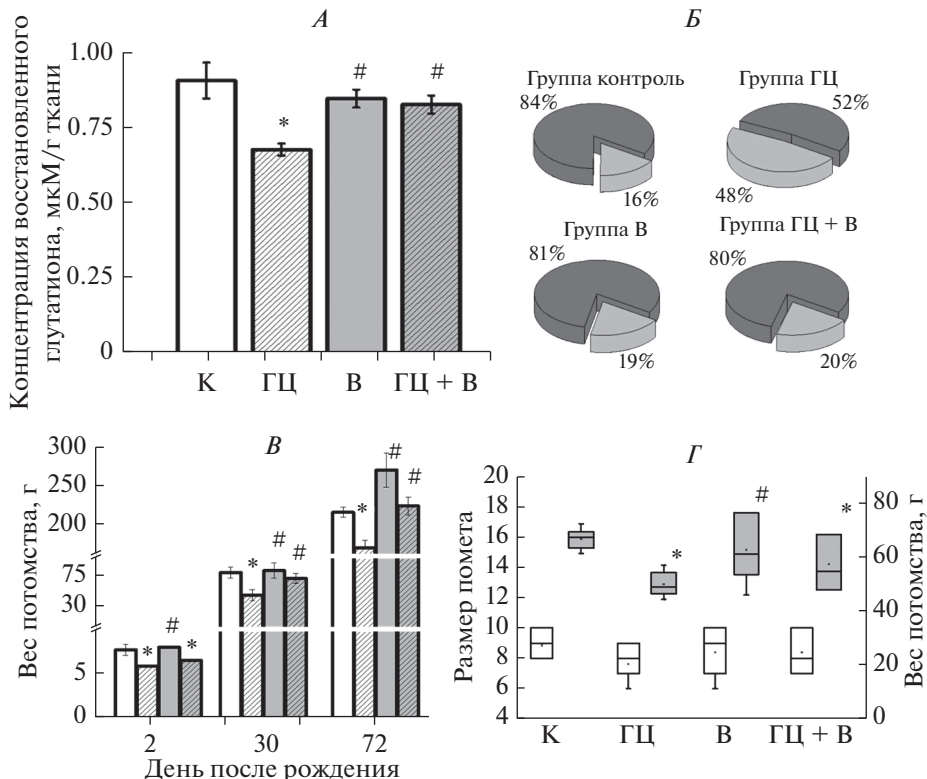 А
Концентрация восстановленного
глутатиона, мкМ/г ткани
1.00
0.75
0.50
0.25
0
*
#
#
К
ГЦ
В
ГЦ + В
Б
Группа контроль
84%
16%
Группа ГЦ
52%
48%
Группа В
81%
19%
Группа ГЦ + В
80%
20%
В
Вес потомства, г
300
250
200
75
30
5
0
*
#
*
*
#
#
*
#
#
2
30
72
День после рождения
Г
Размер помета
20
18
16
14
12
10
8
6
4
*
#
*
80
60
40
20
0
Вес потомства, г
К
ГЦ
В
ГЦ + В